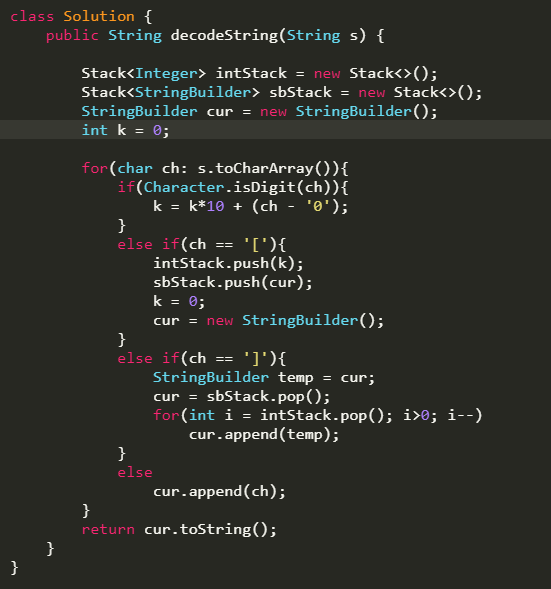 class Solution {
    public String decodeString(String s) {

        Stack<Integer> intStack = new Stack<>();
        Stack<StringBuilder> sbStack = new Stack<>();
        StringBuilder cur = new StringBuilder();
        int k = 0;

        for(char ch: s.toCharArray()){
            if(Character.isDigit(ch)){
                k = k*10 + (ch - '0');
            }
            else if(ch == '['){
                intStack.push(k);
                sbStack.push(cur);
                k = 0;
                cur = new StringBuilder();
            }
            else if(ch == ']'){
                StringBuilder temp = cur;
                cur = sbStack.pop();
                for(int i = intStack.pop(); i>0; i--)
                    cur.append(temp);
            }
            else
                cur.append(ch);
        }
        return cur.toString();
    }
}